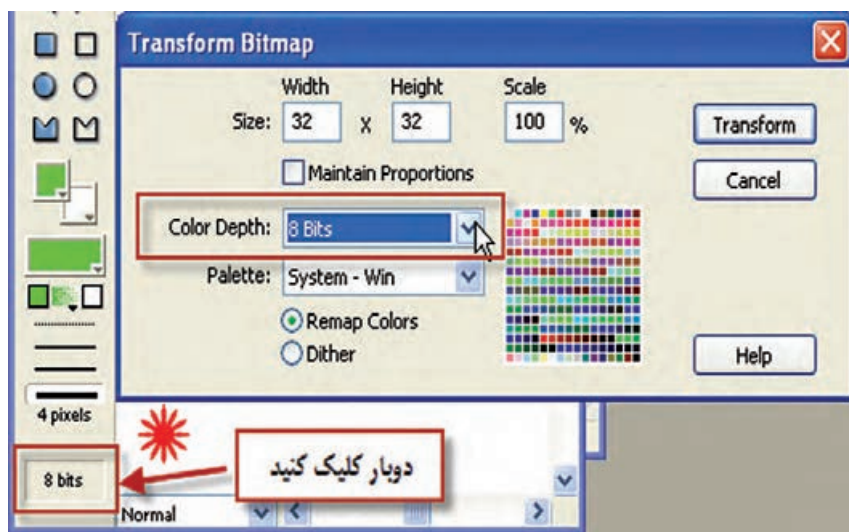 Transform Bitmap
Width Height Scale
Size: 32 x 32 100 %
Maintain Proportions
Color Depth: 8 Bits
Palette: System - Win
Remap Colors
Dither
Transform
Cancel
Help
4 pixels
8 bits
دوبار کلیک کنید
Normal